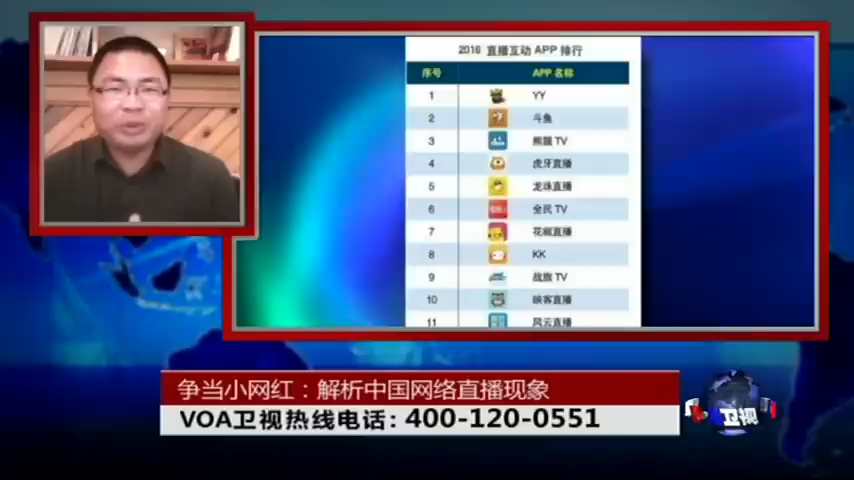 2016 直播互动 APP 排行
序号 APP 名称
1 YY
2 斗鱼
3 熊猫 TV
4 虎牙直播
5 龙珠直播
6 全民 TV
7 花椒直播
8 KK
9 战旗 TV
10 映客直播
11 风云直播
争当小网红：解析中国网络直播现象
VOA卫视热线电话：400-120-0551
卫视